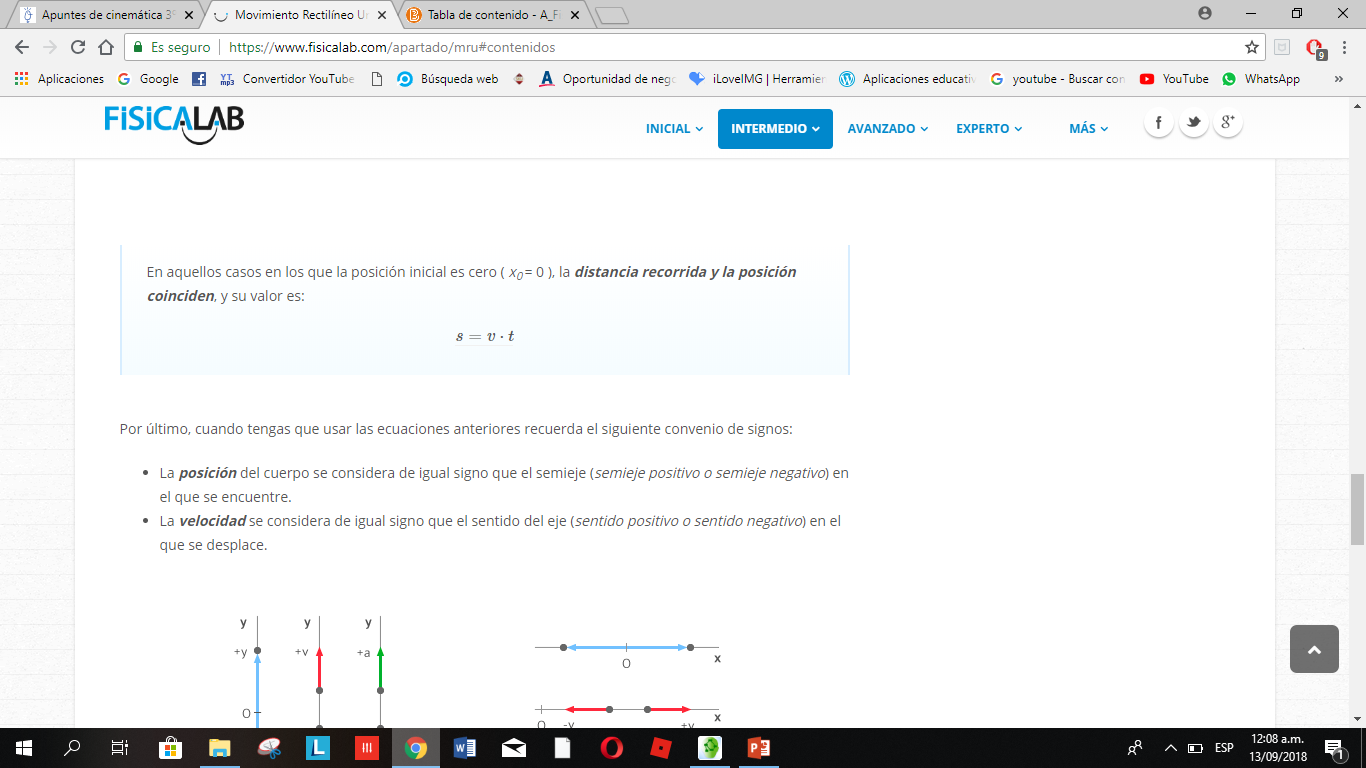 Apuntes de cinemática 3º
Movimiento Rectilíneo Un
Tabla de contenido - A_Fi
Es seguro | https://www.fisicalab.com/apartado/mru#contenidos
9
Aplicaciones Google Convertidor YouTube Búsqueda web Oportunidad de nego iLoveIMG | Herramien Aplicaciones educativ youtube - Buscar con YouTube WhatsApp »
FiSiCALAB
INICIAL INTERMEDIO AVANZADO EXPERTO MÁS
En aquellos casos en los que la posición inicial es cero ( x0 = 0 ), la distancia recorrida y la posición
coinciden, y su valor es:
s = v · t
Por último, cuando tengas que usar las ecuaciones anteriores recuerda el siguiente convenio de signos:
• La posición del cuerpo se considera de igual signo que el semieje (semieje positivo o semieje negativo) en
el que se encuentre.
• La velocidad se considera de igual signo que el sentido del eje (sentido positivo o sentido negativo) en el
que se desplace.
y y y
+y +v +a
O x
O
-v +v x
O
12:08 a.m.
ESP
13/09/2018
1